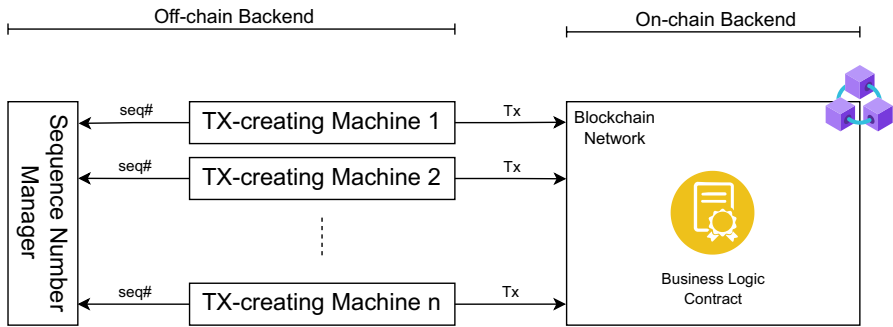 Off-chain Backend
On-chain Backend
Sequence Number
Manager
seq#
TX-creating Machine 1
Tx
seq#
TX-creating Machine 2
Tx
seq#
TX-creating Machine n
Tx
Blockchain
Network
Business Logic
Contract